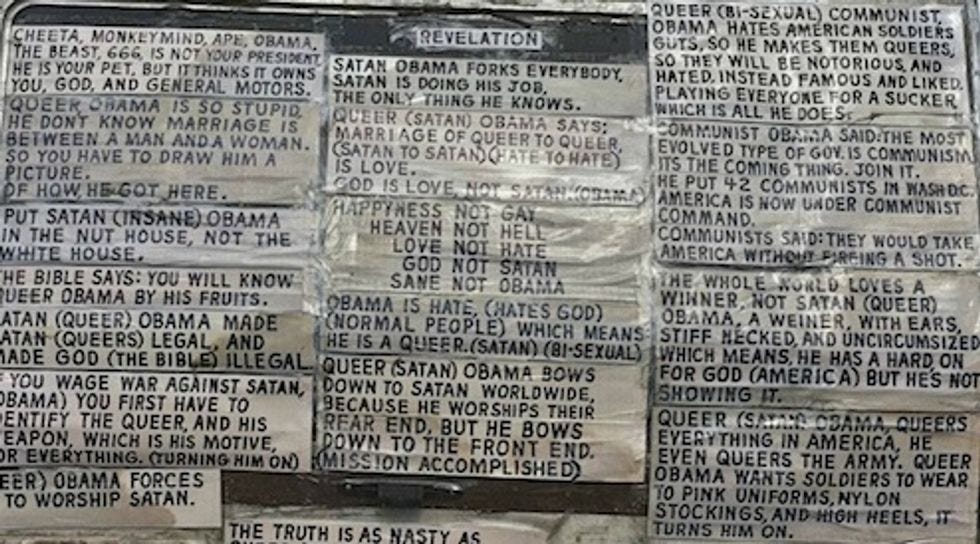 CHEETA, MONKEYMIND, APE, OBAMA,
THE BEAST, 666, IS NOT YOUR PRESIDENT
HE IS YOUR PET, BUT IT THINKS IT OWNS
YOU, GOD, AND GENERAL MOTORS.
QUEER OBAMA IS SO STUPID.
HE DON'T KNOW MARRIAGE IS
BETWEEN A MAN AND A WOMAN.
SO YOU HAVE TO DRAW HIM A
PICTURE.
OF HOW HE GOT HERE.
PUT SATAN (INSANE) OBAMA
IN THE NUT HOUSE, NOT THE
WHITE HOUSE.
HE BIBLE SAYS: YOU WILL KNOW
UEER OBAMA BY HIS FRUITS.
ATAN (QUEER) OBAMA MADE
ATAN (QUEERS) LEGAL, AND
MADE GOD (THE BIBLE) ILLEGAL
F YOU WAGE WAR AGAINST SATAN,
OBAMA) YOU FIRST HAVE TO
DENTIFY THE QUEER, AND HIS
EAPON, WHICH IS HIS MOTIVE,
OR EVERYTHING. (TURNING HIM ON)
EER) OBAMA FORCES
TO WORSHIP SATAN.
REVELATION
SATAN OBAMA FORKS EVERYBODY,
SATAN IS DOING HIS JOB,
THE ONLY THING HE KNOWS.
QUEER (SATAN) OBAMA SAYS:
MARRIAGE OF QUEER TO QUEER,
(SATAN TO SATAN) (HATE TO HATE)
IS LOVE.
GOD IS LOVE, NOT SATAN.(OBAMA)
HAPPYNESS NOT GAY
HEAVEN NOT HELL
LOVE NOT HATE
GOD NOT SATAN
SANE NOT OBAMA
OBAMA IS HATE, (HATES GOD)
(NORMAL PEOPLE) WHICH MEANS
HE IS A QUEER.(SATAN) (BI-SEXUAL)
QUEER (SATAN) OBAMA BOWS
DOWN TO SATAN WORLDWIDE,
BECAUSE HE WORSHIPS THEIR
REAR END. BUT HE BOWS
DOWN TO THE FRONT END.
(MISSION ACCOMPLISHED)
THE TRUTH IS AS NASTY AS
QUEER (BI-SEXUAL) COMMUNIST,
OBAMA HATES AMERICAN SOLDIERS
GUTS, SO HE MAKES THEM QUEERS,
SO THEY WILL BE NOTORIOUS, AND
HATED, INSTEAD FAMOUS AND LIKED.
PLAYING EVERYONE FOR A SUCKER,
WHICH IS ALL HE DOES.
COMMUNIST OBAMA SAID:THE MOST
EVOLVED TYPE OF GOV. IS COMMUNISM
ITS THE COMING THING. JOIN IT.
HE PUT 42 COMMUNISTS IN WASH D.C.
AMERICA IS NOW UNDER COMMUNIST
COMMAND.
COMMUNISTS SAID: THEY WOULD TAKE
AMERICA WITHOUT FIREING A SHOT.
THE WHOLE WORLD LOVES A
WINNER, NOT SATAN (QUEER)
OBAMA, A WEINER, WITH EARS,
STIFF NECKED, AND UNCIRCUMSIZED
WHICH MEANS, HE HAS A HARD ON
FOR GOD (AMERICA) BUT HE'S NOT
SHOWING IT.
QUEER (SATAN) OBAMA, QUEERS
EVERYTHING IN AMERICA, HE
EVEN QUEERS THE ARMY. QUEER
OBAMA WANTS SOLDIERS TO WEAR
TO PINK UNIFORMS, NYLON
STOCKINGS, AND HIGH HEELS, IT
TURNS HIM ON.